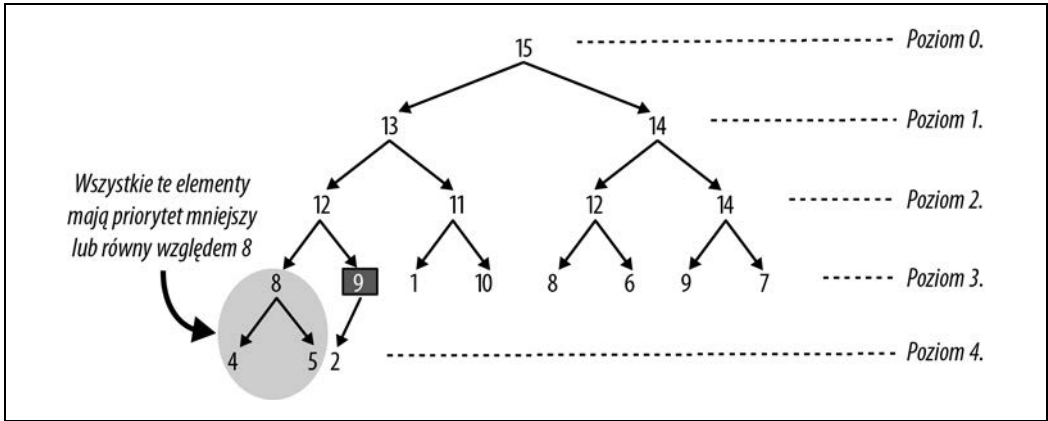 15
Poziom 0.
13
14
Poziom 1.
Wszystkie te elementy
mają priorytet mniejszy
lub równy względem 8
12
11
12
14
Poziom 2.
8
9
1
10
8
6
9
7
Poziom 3.
4
5
2
Poziom 4.